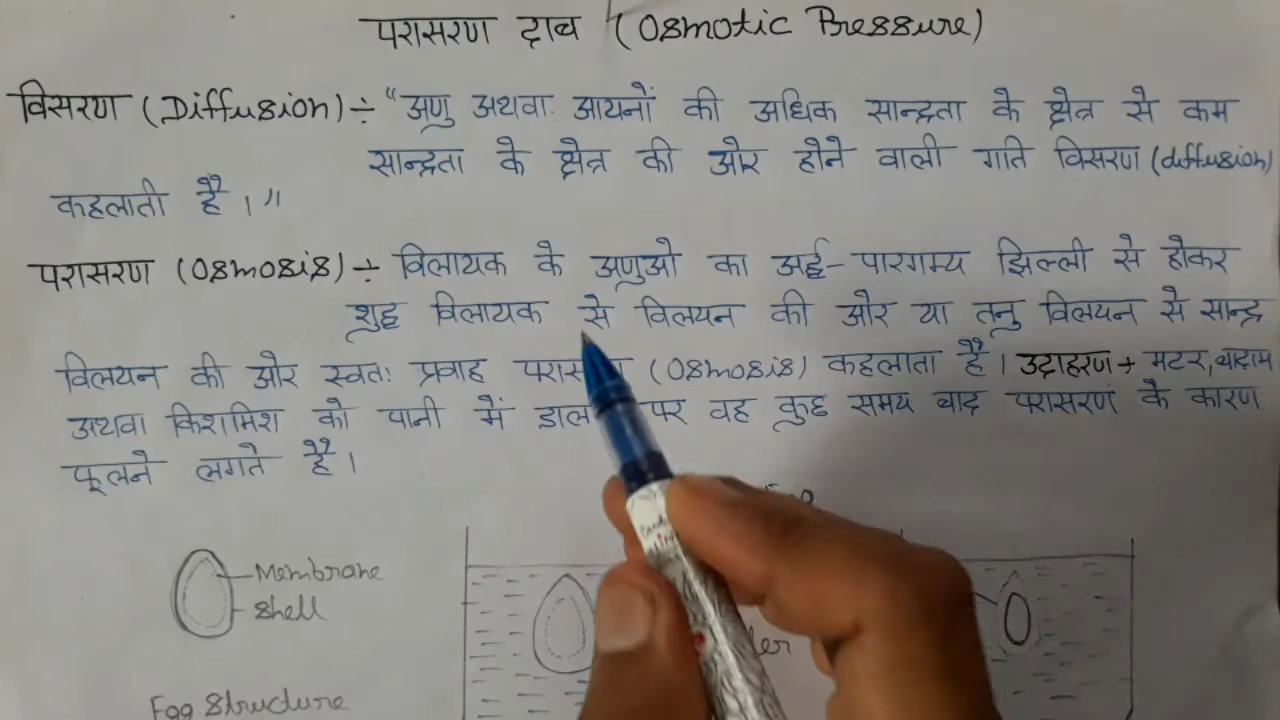 परासरण दाब (Osmotic Pressure)
विसरण (Diffusion) ÷ "अणु अथवा आयनों की अधिक सान्द्रता के क्षेत्र से कम
सान्द्रता के क्षेत्र की ओर होने वाली गति विसरण (diffusion)
कहलाती है।"
परासरण (Osmosis) ÷ विलायक के अणुओ का अर्द्ध-पारगम्य झिल्ली से होकर
शुद्ध विलायक से विलयन की ओर या तनु विलयन से सान्द्र
विलयन की ओर स्वतः प्रवाह (Osmosis) कहलाता है। उदाहरण ÷ मटर, बादाम
अथवा किशमिश को पानी में पर वह कुछ समय बाद परासरण के कारण
फूलने लगते है।
Membrane
Shell
Egg Structure